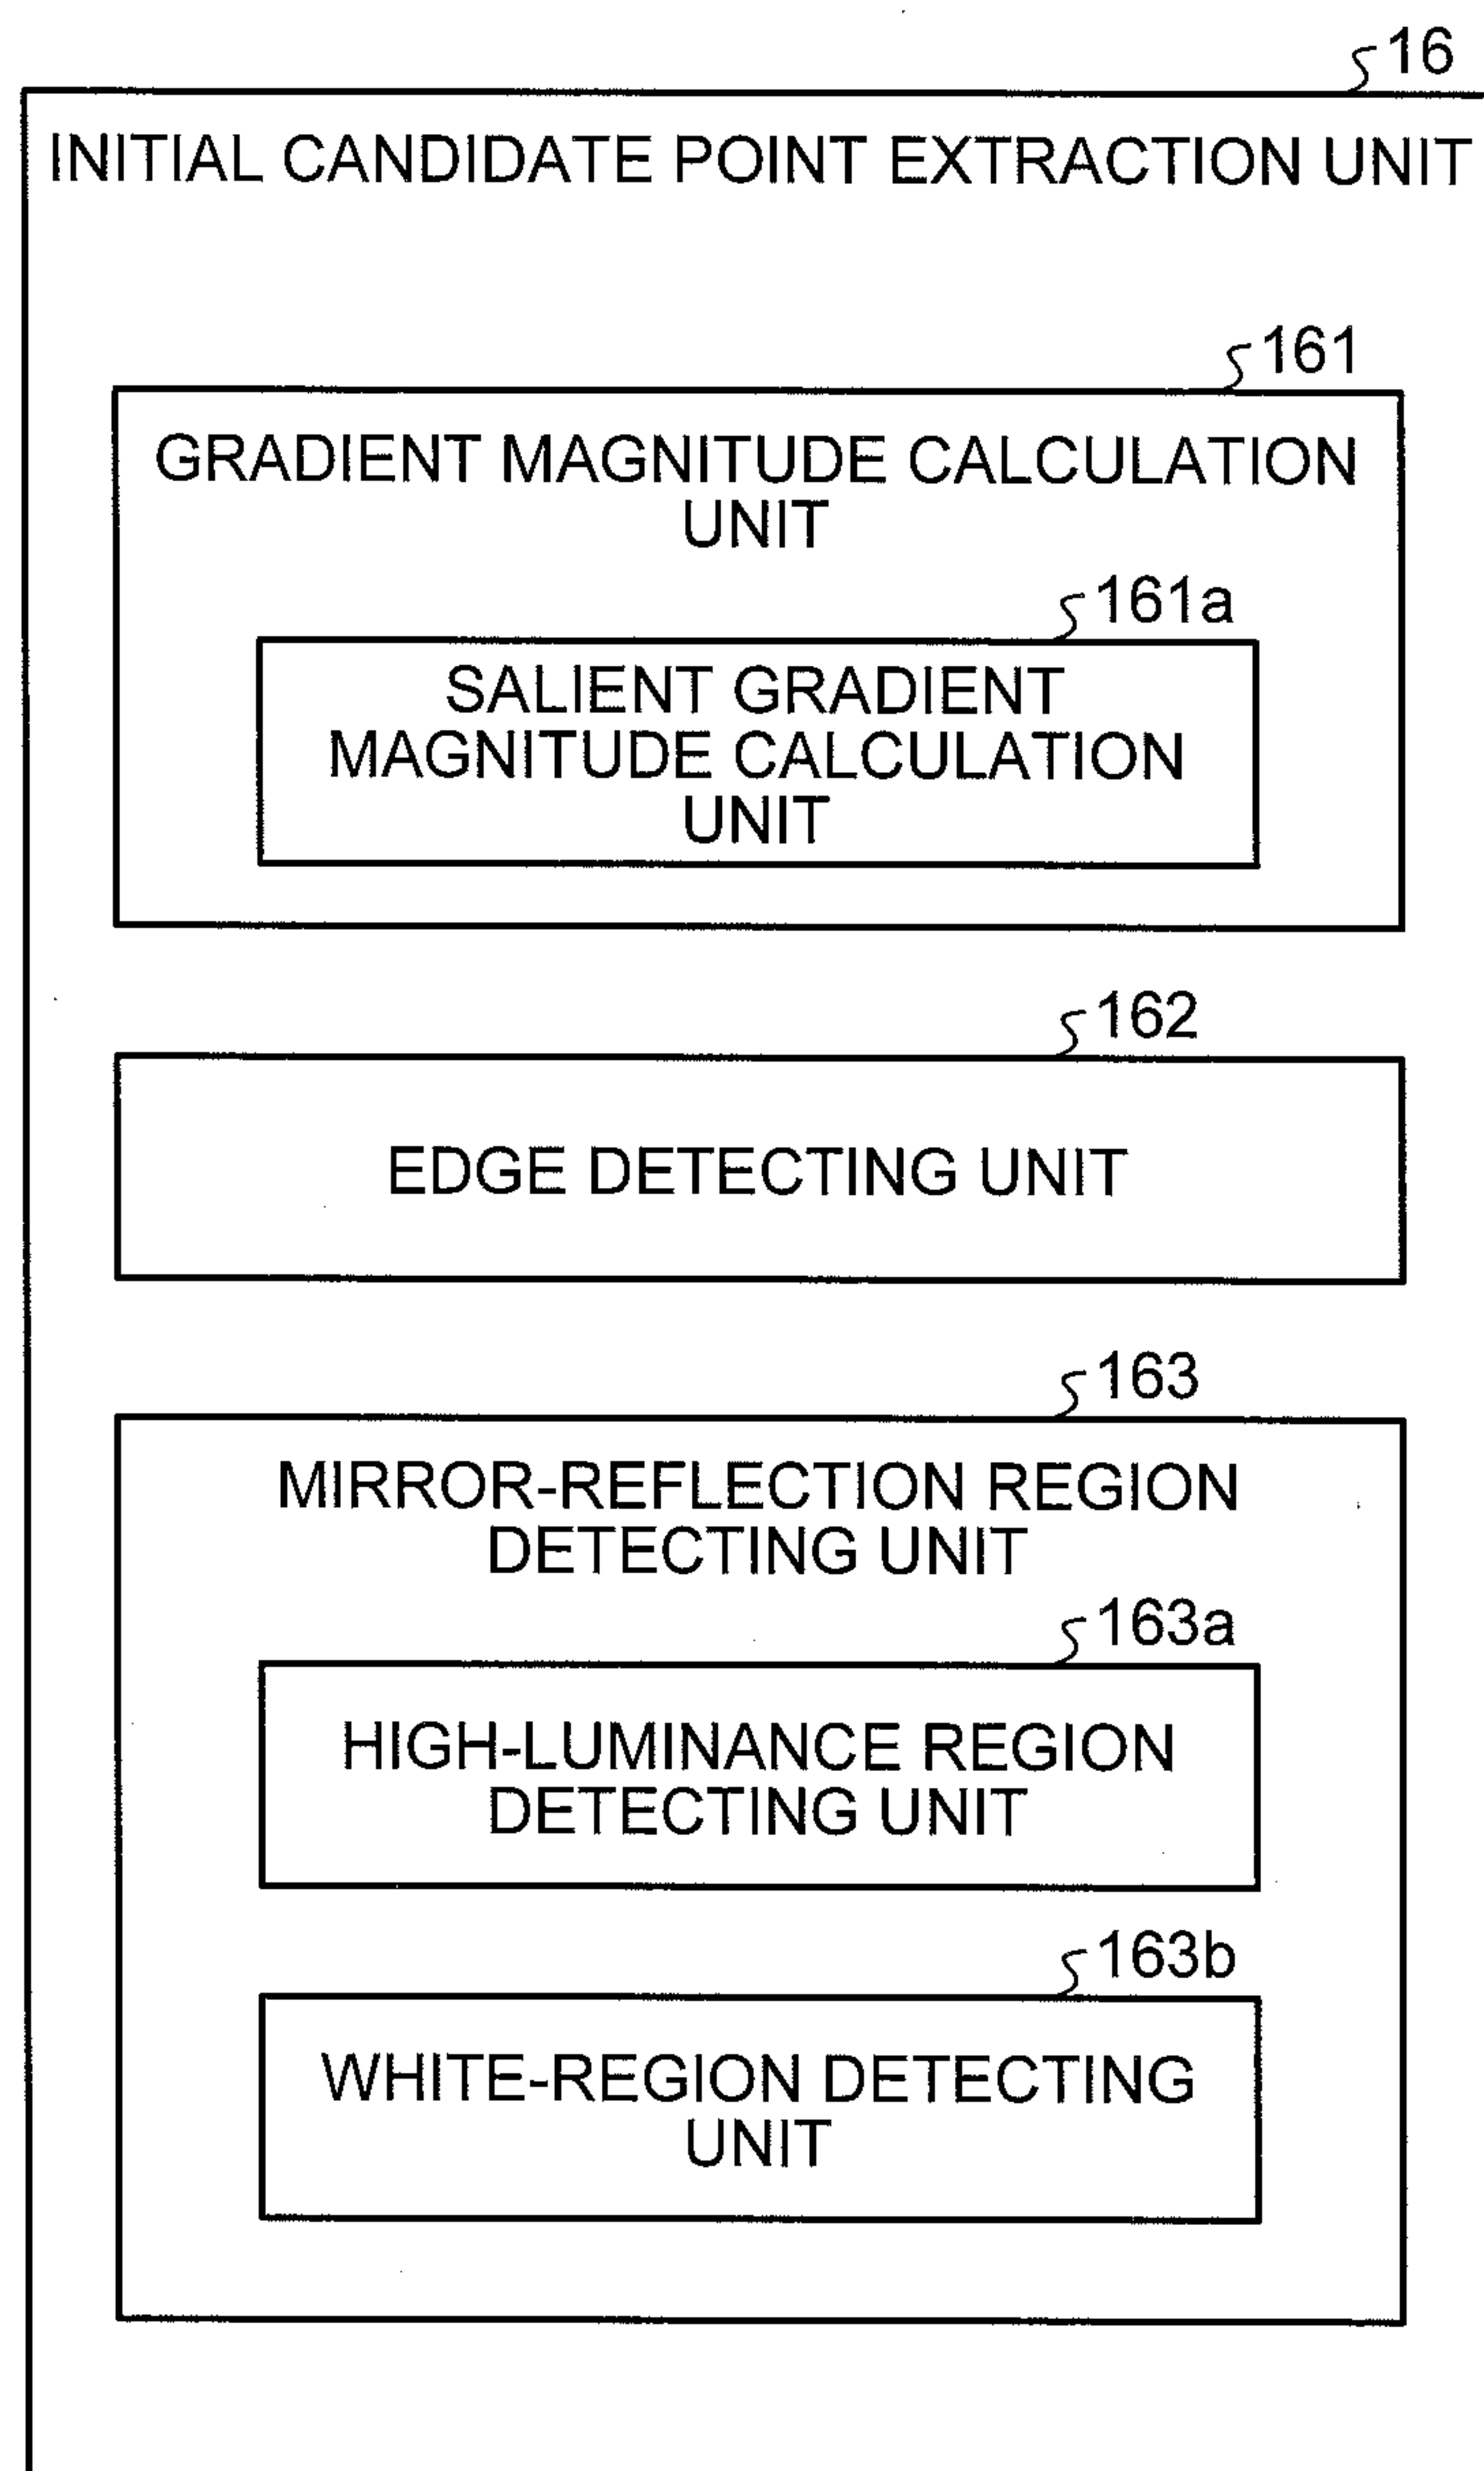 16
INITIAL CANDIDATE POINT EXTRACTION UNIT
161
GRADIENT MAGNITUDE CALCULATION
UNIT
161a
SALIENT GRADIENT
MAGNITUDE CALCULATION
UNIT
162
EDGE DETECTING UNIT
163
MIRROR-REFLECTION REGION
DETECTING UNIT
163a
HIGH-LUMINANCE REGION
DETECTING UNIT
163b
WHITE-REGION DETECTING
UNIT